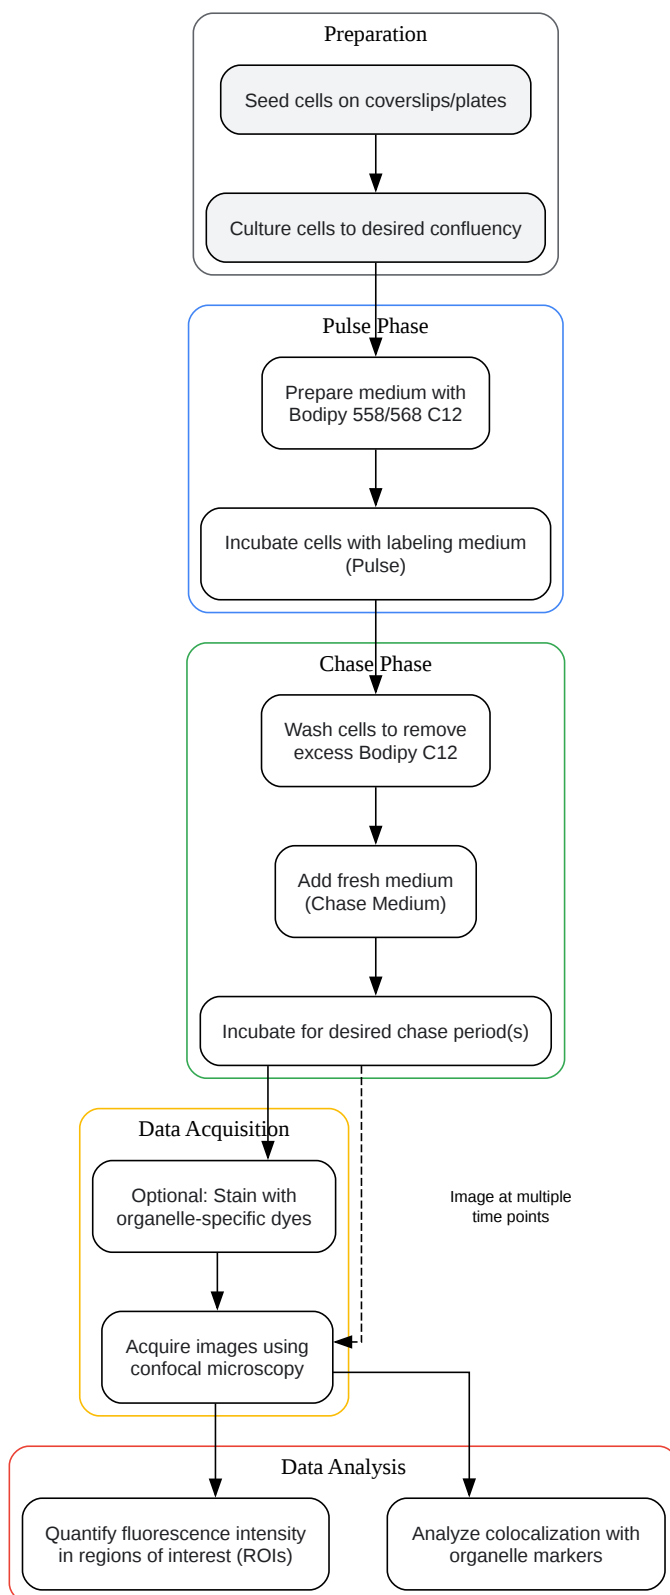 Preparation
Seed cells on coverslips/plates
Culture cells to desired confluency
Pulse Phase
Prepare medium with
Bodipy 558/568 C12
Incubate cells with labeling medium
(Pulse)
Chase Phase
Wash cells to remove
excess Bodipy C12
Add fresh medium
(Chase Medium)
Incubate for desired chase period(s)
Data Acquisition
Optional: Stain with
organelle-specific dyes
Image at multiple
time points
Acquire images using
confocal microscopy
Data Analysis
Quantify fluorescence intensity
in regions of interest (ROIs)
Analyze colocalization with
organelle markers